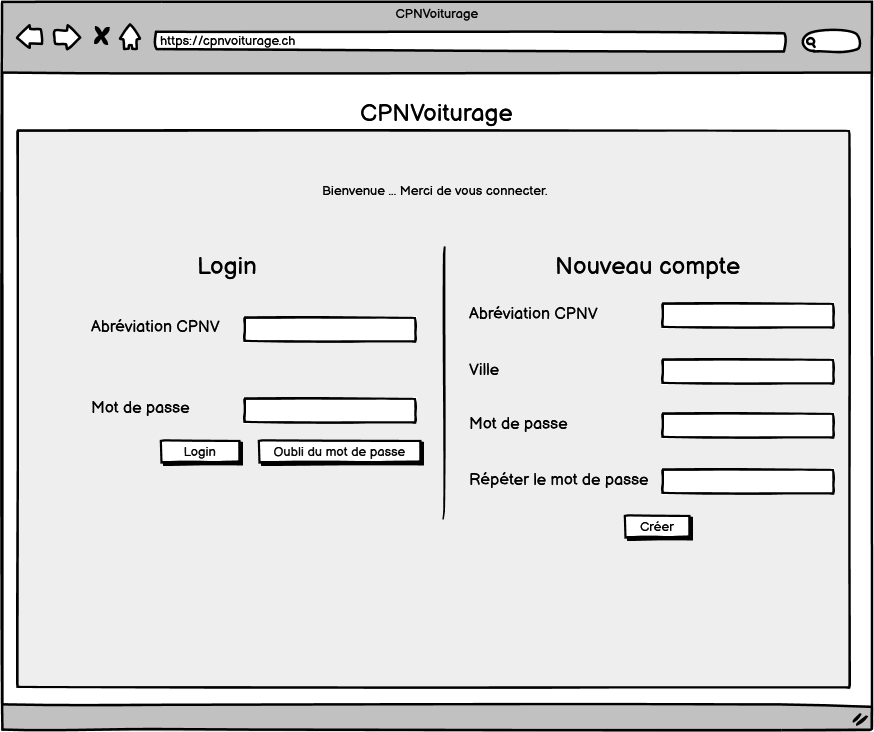 CPNVoiturage
https://cpnvoiturage.ch
CPNVoiturage
Bienvenue ... Merci de vous connecter.
Login
Abréviation CPNV
Mot de passe
Login
Oubli du mot de passe
Nouveau compte
Abréviation CPNV
Ville
Mot de passe
Répéter le mot de passe
Créer